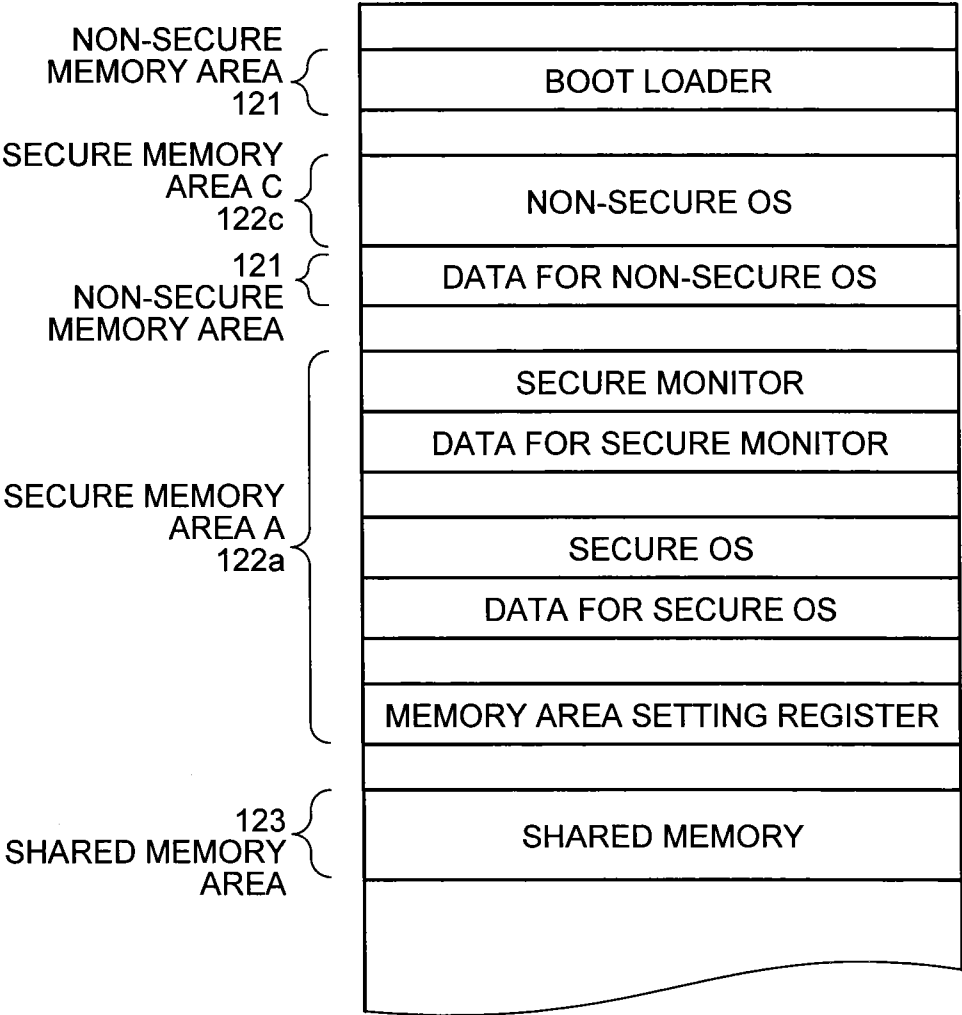 NON-SECURE
MEMORY AREA
121
BOOT LOADER
SECURE MEMORY
AREA C
122c
NON-SECURE OS
121
NON-SECURE
MEMORY AREA
DATA FOR NON-SECURE OS
SECURE MONITOR
DATA FOR SECURE MONITOR
SECURE MEMORY
AREA A
122a
SECURE OS
DATA FOR SECURE OS
MEMORY AREA SETTING REGISTER
123
SHARED MEMORY
AREA
SHARED MEMORY